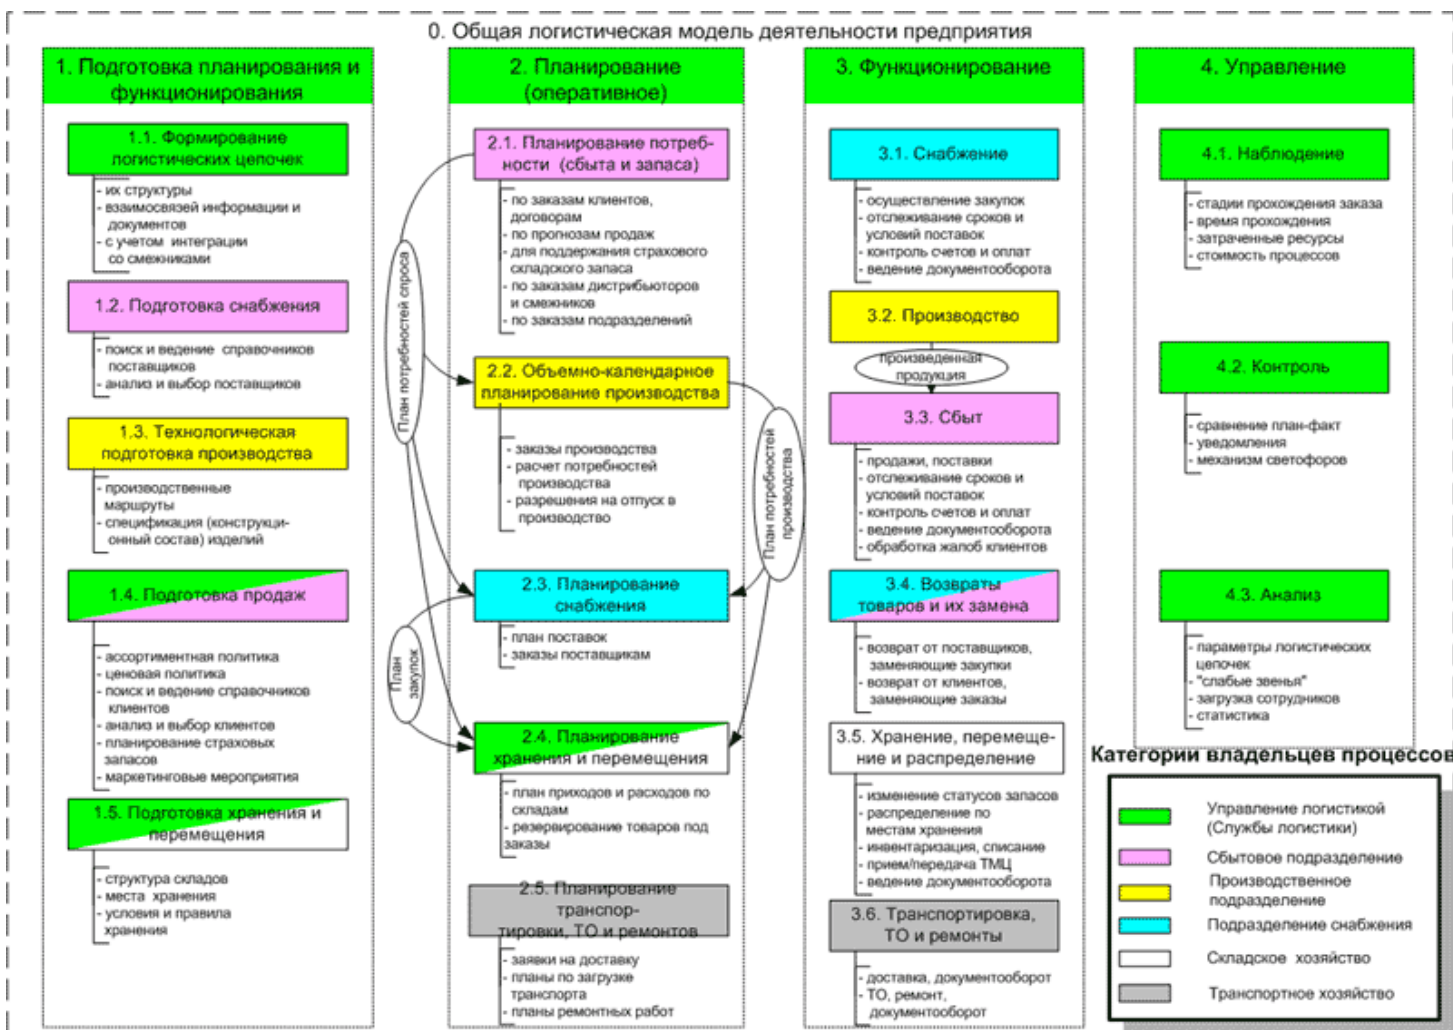 0. Общая логистическая модель деятельности предприятия
1. Подготовка планирования и
функционирования
1.1. Формирование
логистических цепочек
- их структуры
- взаимосвязей информации и
документов
- с учетом интеграции
со смежниками
1.2. Подготовка снабжения
- поиск и ведение справочников
поставщиков
- анализ и выбор поставщиков
1.3. Технологическая
подготовка производства
- производственные
маршруты
- спецификация (конструкци-
онный состав) изделий
1.4. Подготовка продаж
- ассортиментная политика
- ценовая политика
- поиск и ведение справочников
клиентов
- анализ и выбор клиентов
- планирование страховых
запасов
- маркетинговые мероприятия
1.5. Подготовка хранения и
перемещения
- структура складов
- места хранения
- условия и правила
хранения
2. Планирование
(оперативное)
2.1. Планирование потреб-
ности (сбыта и запаса)
- по заказам клиентов,
договорам
- по прогнозам продаж
- для поддержания страхового
складского запаса
- по заказам дистрибьюторов
и смежников
- по заказам подразделений
План потребностей спроса
2.2. Объемно-календарное
планирование производства
- заказы производства
- расчет потребностей
производства
- разрешения на отпуск в
производство
План потребностей
производства
2.3. Планирование
снабжения
- план поставок
- заказы поставщикам
План
закупок
2.4. Планирование
хранения и перемещения
- план приходов и расходов по
складам
- резервирование товаров под
заказы
2.5. Планирование
транспор-
тировки, ТО и ремонтов
- заявки на доставку
- планы по загрузке
транспорта
- планы ремонтных работ
3. Функционирование
3.1. Снабжение
- осуществление закупок
- отслеживание сроков и
условий поставок
- контроль счетов и оплат
- ведение документооборота
3.2. Производство
произведенная
продукция
3.3. Сбыт
- продажи, поставки
- отслеживание сроков и
условий поставок
- контроль счетов и оплат
- ведение документооборота
- обработка жалоб клиентов
3.4. Возвраты
товаров и их замена
- возврат от поставщиков,
заменяющие закупки
- возврат от клиентов,
заменяющие заказы
3.5. Хранение, перемеще-
ние и распределение
- изменение статусов запасов
- распределение по
местам хранения
- инвентаризация, списание
- прием/передача ТМЦ
- ведение документооборота
3.6. Транспортировка,
ТО и ремонты
- доставка, документооборот
- ТО, ремонт,
документооборот
4. Управление
4.1. Наблюдение
- стадии прохождения заказа
- время прохождения
- затраченные ресурсы
- стоимость процессов
4.2. Контроль
- сравнение план-факт
- уведомления
- механизм светофоров
4.3. Анализ
- параметры логистических
цепочек
- "слабые звенья"
- загрузка сотрудников
- статистика
Категории владельцев процессов
Управление логистикой
(Службы логистики)
Сбытовое подразделение
Производственное
подразделение
Подразделение снабжения
Складское хозяйство
Транспортное хозяйство